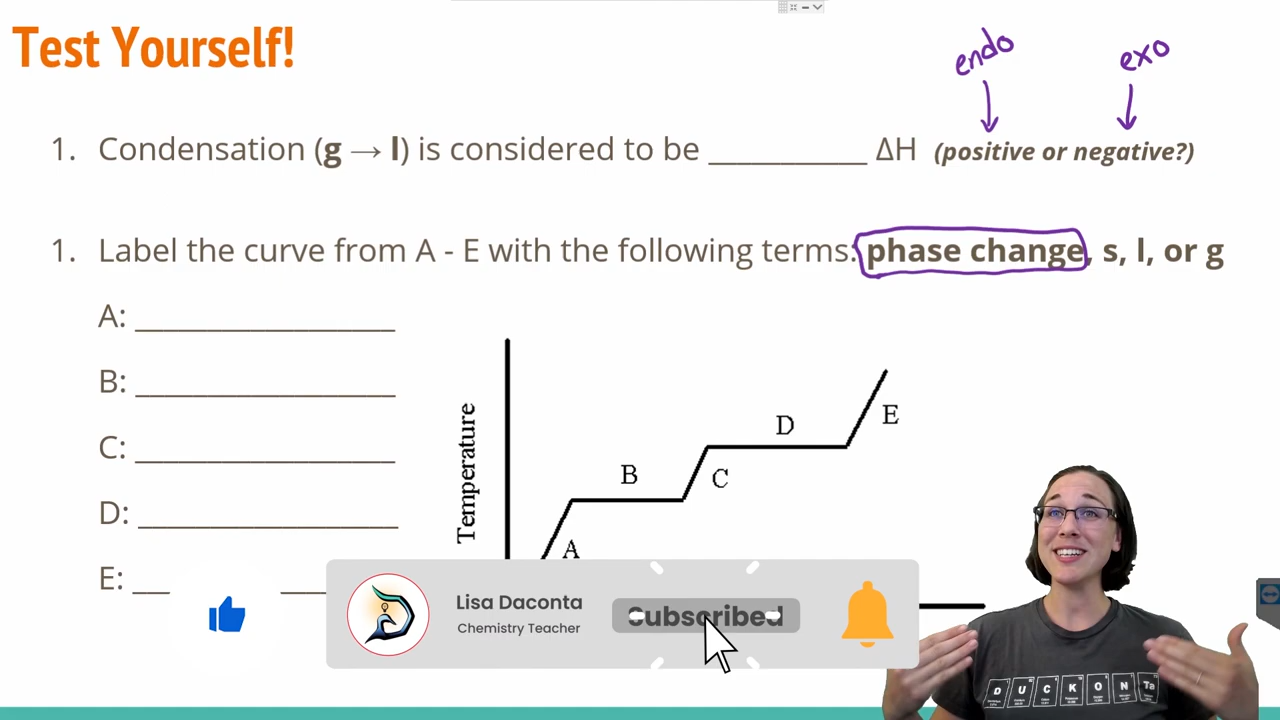 Test Yourself!
endo
exo
1. Condensation (g → l) is considered to be ___________ ΔH (positive or negative?)
1. Label the curve from A - E with the following terms: phase change, s, l, or g
A: __________________
B: __________________
C: __________________
D: __________________
E: __ ___
Temperature
A
B
C
D
E
Lisa Daconta
Chemistry Teacher
Subscribed
D U C K O N Ta